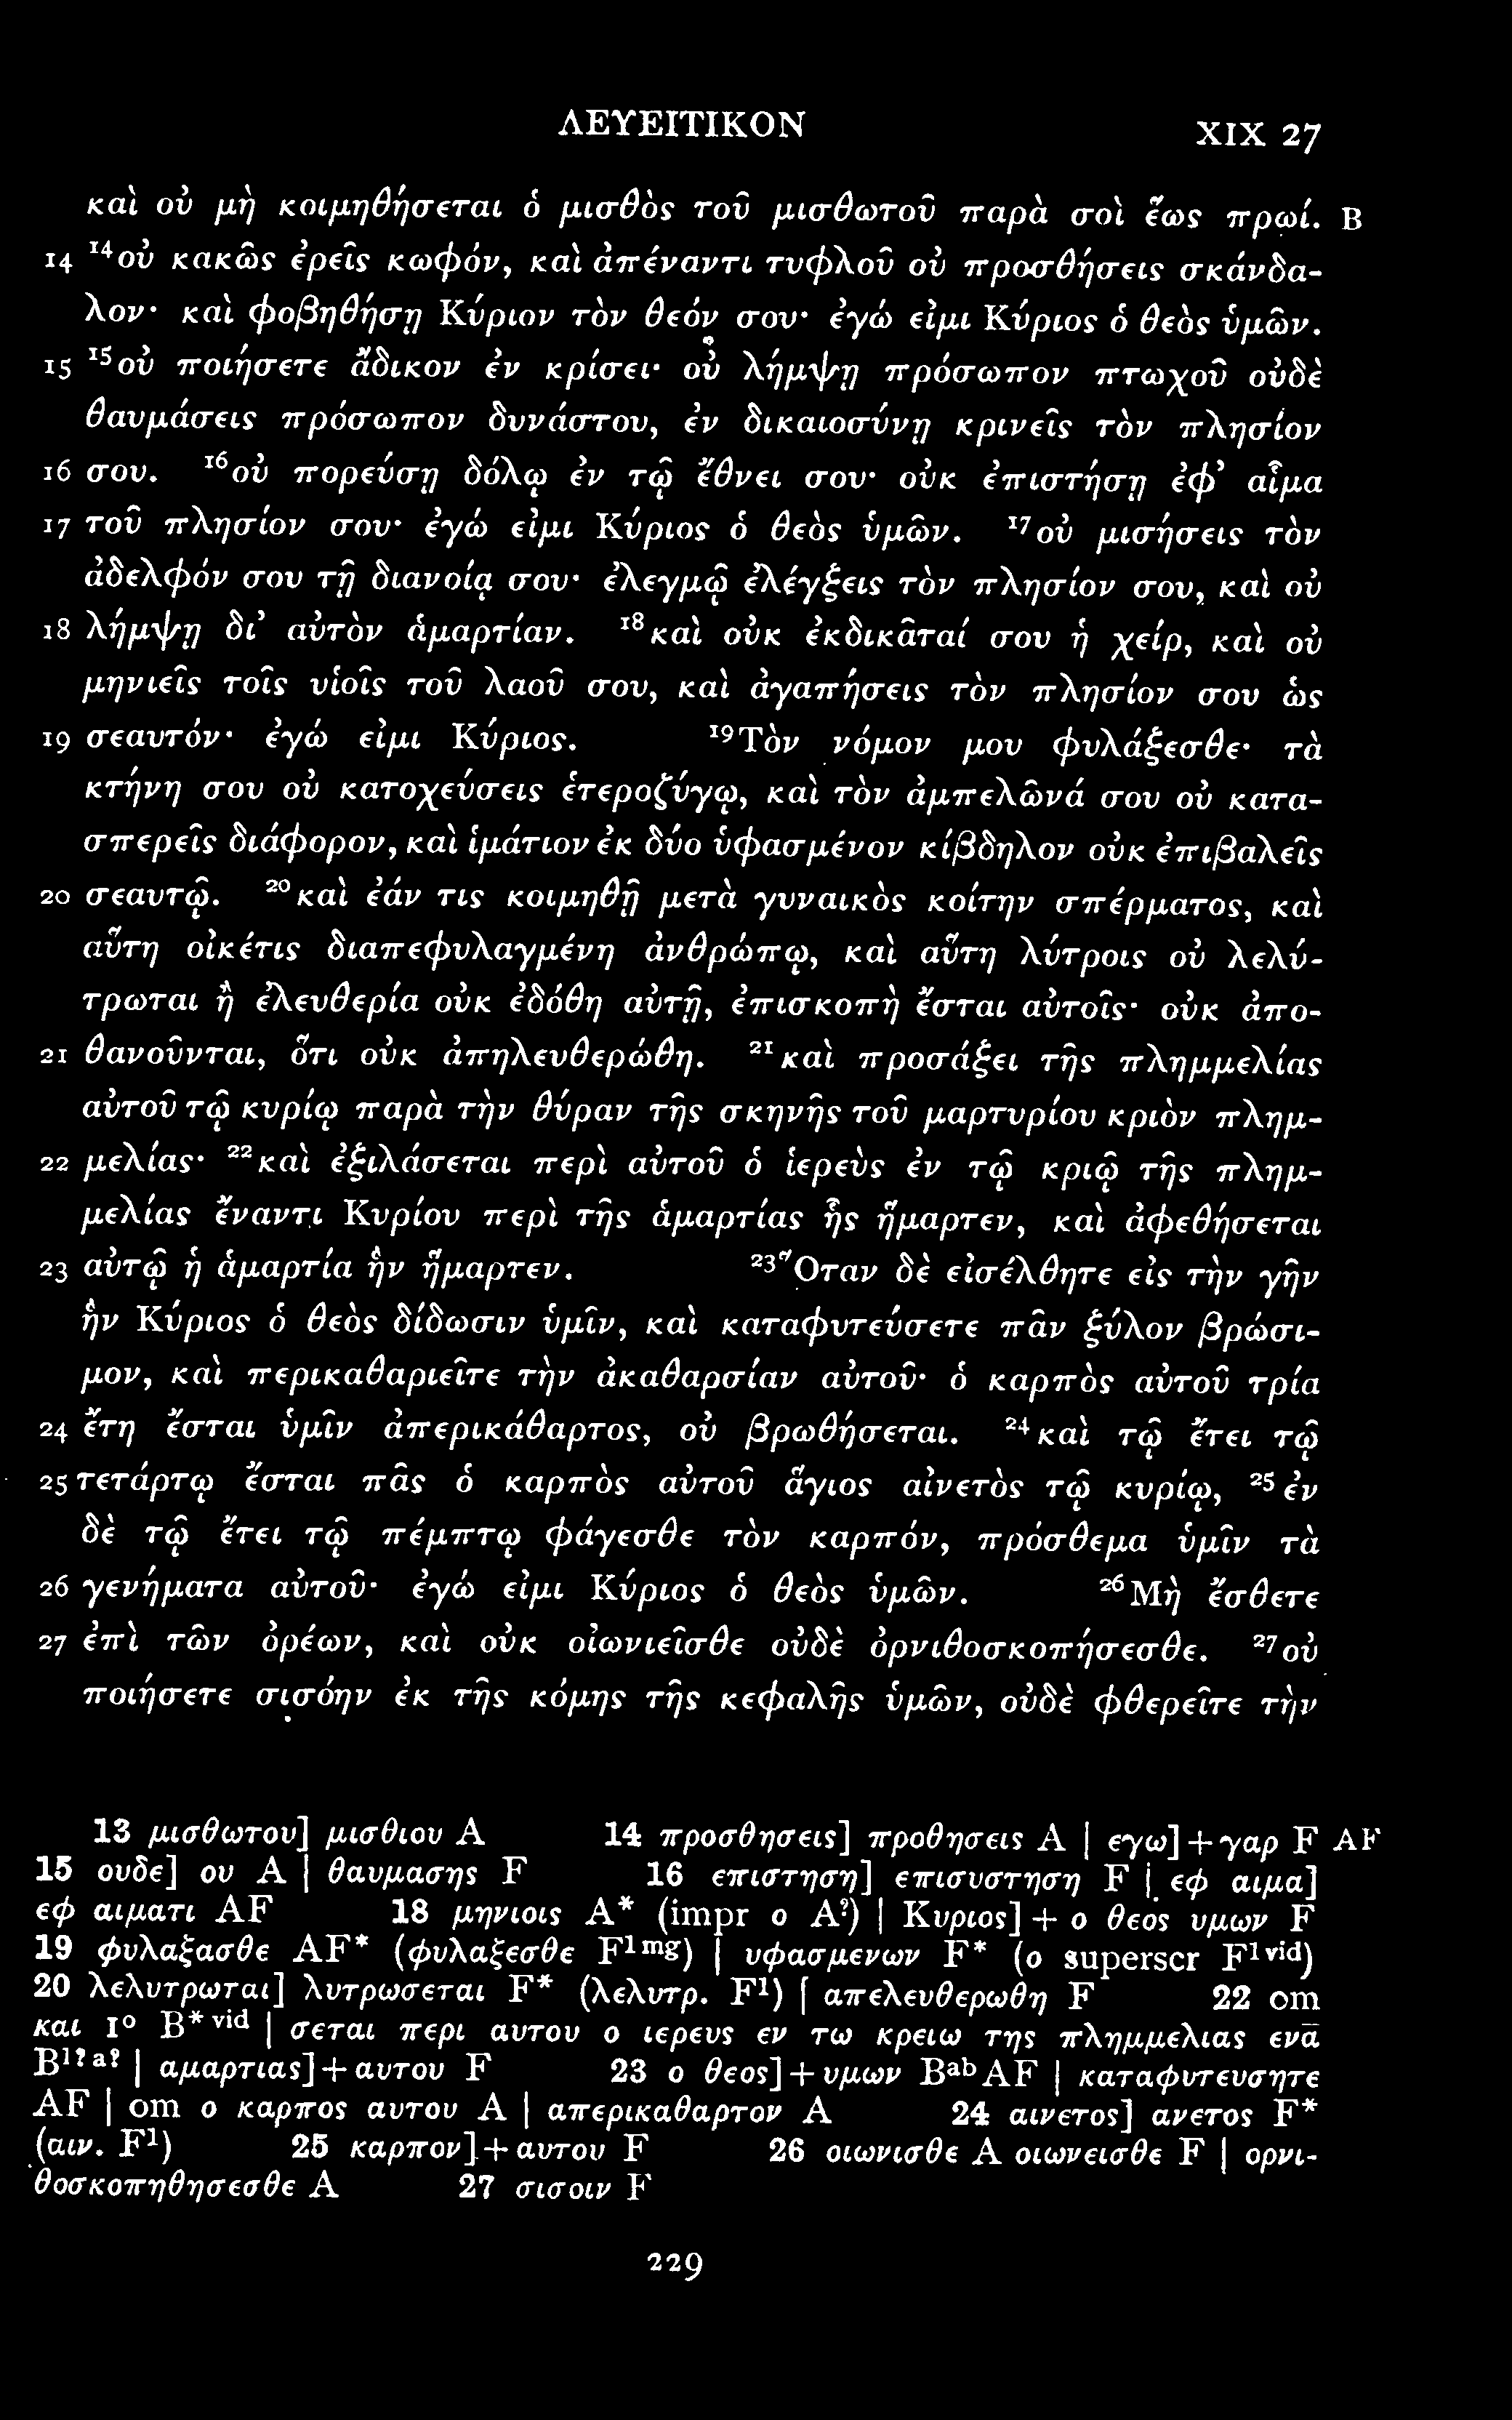 ΛΕΥΕΙΤΙΚΟΝ XIX 27
καὶ οὐ μὴ κοιμηθήσεται ὁ μισθὸς τοῦ μισθωτοῦ παρὰ σοὶ ἕως πρωί. B
14 ¹⁴οὐ κακῶς ἐρεῖς κωφόν, καὶ ἀπέναντι τυφλοῦ οὐ προσθήσεις σκάνδα-
λον· καὶ φοβηθήσῃ Κύριον τὸν θεόν σου· ἐγώ εἰμι Κύριος ὁ θεὸς ὑμῶν.
15 ¹⁵οὐ ποιήσετε ἄδικον ἐν κρίσει· οὐ λήμψῃ πρόσωπον πτωχοῦ οὐδὲ
θαυμάσεις πρόσωπον δυνάστου, ἐν δικαιοσύνῃ κρινεῖς τὸν πλησίον
16 σου. ¹⁶οὐ πορεύσῃ δόλῳ ἐν τῷ ἔθνει σου· οὐκ ἐπιστήσῃ ἐφ’ αἷμα
17 τοῦ πλησίον σου· ἐγώ εἰμι Κύριος ὁ θεὸς ὑμῶν. ¹⁷οὐ μισήσεις τὸν
ἀδελφόν σου τῇ διανοίᾳ σου· ἐλεγμῷ ἐλέγξεις τὸν πλησίον σου, καὶ οὐ
18 λήμψῃ δι’ αὐτὸν ἁμαρτίαν. ¹⁸καὶ οὐκ ἐκδικᾶταί σου ἡ χείρ, καὶ οὐ
μηνιεῖς τοῖς υἱοῖς τοῦ λαοῦ σου, καὶ ἀγαπήσεις τὸν πλησίον σου ὡς
19 σεαυτόν· ἐγώ εἰμι Κύριος. ¹⁹Τὸν νόμον μου φυλάξεσθε· τὰ
κτήνη σου οὐ κατοχεύσεις ἑτεροζύγῳ, καὶ τὸν ἀμπελῶνά σου οὐ κατα-
σπερεῖς διάφορον, καὶ ἱμάτιον ἐκ δύο ὑφασμένον κίβδηλον οὐκ ἐπιβαλεῖς
20 σεαυτῷ. ²⁰καὶ ἐάν τις κοιμηθῇ μετὰ γυναικὸς κοίτην σπέρματος, καὶ
αὕτη οἰκέτις διαπεφυλαγμένη ἀνθρώπῳ, καὶ αὕτη λύτροις οὐ λελύ-
τρωται ἢ ἐλευθερία οὐκ ἐδόθη αὐτῇ, ἐπισκοπὴ ἔσται αὐτοῖς· οὐκ ἀπο-
21 θανοῦνται, ὅτι οὐκ ἀπηλευθερώθη. ²¹καὶ προσάξει τῆς πλημμελίας
αὐτοῦ τῷ κυρίῳ παρὰ τὴν θύραν τῆς σκηνῆς τοῦ μαρτυρίου κριὸν πλημ-
22 μελίας· ²²καὶ ἐξιλάσεται περὶ αὐτοῦ ὁ ἱερεὺς ἐν τῷ κριῷ τῆς πλημ-
μελίας ἔναντι Κυρίου περὶ τῆς ἁμαρτίας ἧς ἥμαρτεν, καὶ ἀφεθήσεται
23 αὐτῷ ἡ ἁμαρτία ἣν ἥμαρτεν. ²³Ὅταν δὲ εἰσέλθητε εἰς τὴν γῆν
ἣν Κύριος ὁ θεὸς δίδωσιν ὑμῖν, καὶ καταφυτεύσετε πᾶν ξύλον βρώσι-
μον, καὶ περικαθαριεῖτε τὴν ἀκαθαρσίαν αὐτοῦ· ὁ καρπὸς αὐτοῦ τρία
24 ἔτη ἔσται ὑμῖν ἀπερικάθαρτος, οὐ βρωθήσεται. ²⁴καὶ τῷ ἔτει τῷ
25 τετάρτῳ ἔσται πᾶς ὁ καρπὸς αὐτοῦ ἅγιος αἰνετὸς τῷ κυρίῳ, ²⁵ἐν
δὲ τῷ ἔτει τῷ πέμπτῳ φάγεσθε τὸν καρπόν, πρόσθεμα ὑμῖν τὰ
26 γενήματα αὐτοῦ· ἐγώ εἰμι Κύριος ὁ θεὸς ὑμῶν. ²⁶Μὴ ἔσθετε
27 ἐπὶ τῶν ὀρέων, καὶ οὐκ οἰωνιεῖσθε οὐδὲ ὀρνιθοσκοπήσεσθε. ²⁷οὐ
ποιήσετε σισόην ἐκ τῆς κόμης τῆς κεφαλῆς ὑμῶν, οὐδὲ φθερεῖτε τὴν
13 μισθωτου] μισθιου A 14 προσθησεις] προθησεις A | εγω]+γαρ F AF
15 ουδε] ου A | θαυμασης F 16 επιστηση] επισυστηση F | εφ αιμα]
εφ αιματι AF 18 μηνιοις A* (impr ο A?) | Κυριος]+ο θεος υμων F
19 φυλαξασθε AF* (φυλαξεσθε F¹ᵐᵍ) | υφασμενων F* (ο superscr F¹ᵛⁱᵈ)
20 λελυτρωται] λυτρωσεται F* (λελυτρ. F¹) | απελευθερωθη F 22 om
και 1° B*ᵛⁱᵈ | σεται περι αυτου ο ιερευς εν τω κρειω της πλημμελιας ενα̅
B¹?ᵃ? | αμαρτιας]+αυτου F 23 ο θεος]+υμων BᵃᵇAF | καταφυτευσητε
AF | om ο καρπος αυτου A | απερικαθαρτον A 24 αινετος] ανετος F*
(αιν. F¹) 25 καρπον]+αυτου F 26 οιωνισθε A οιωνεισθε F | ορνι-
θοσκοπηθησεσθε A 27 σισοιν F
229